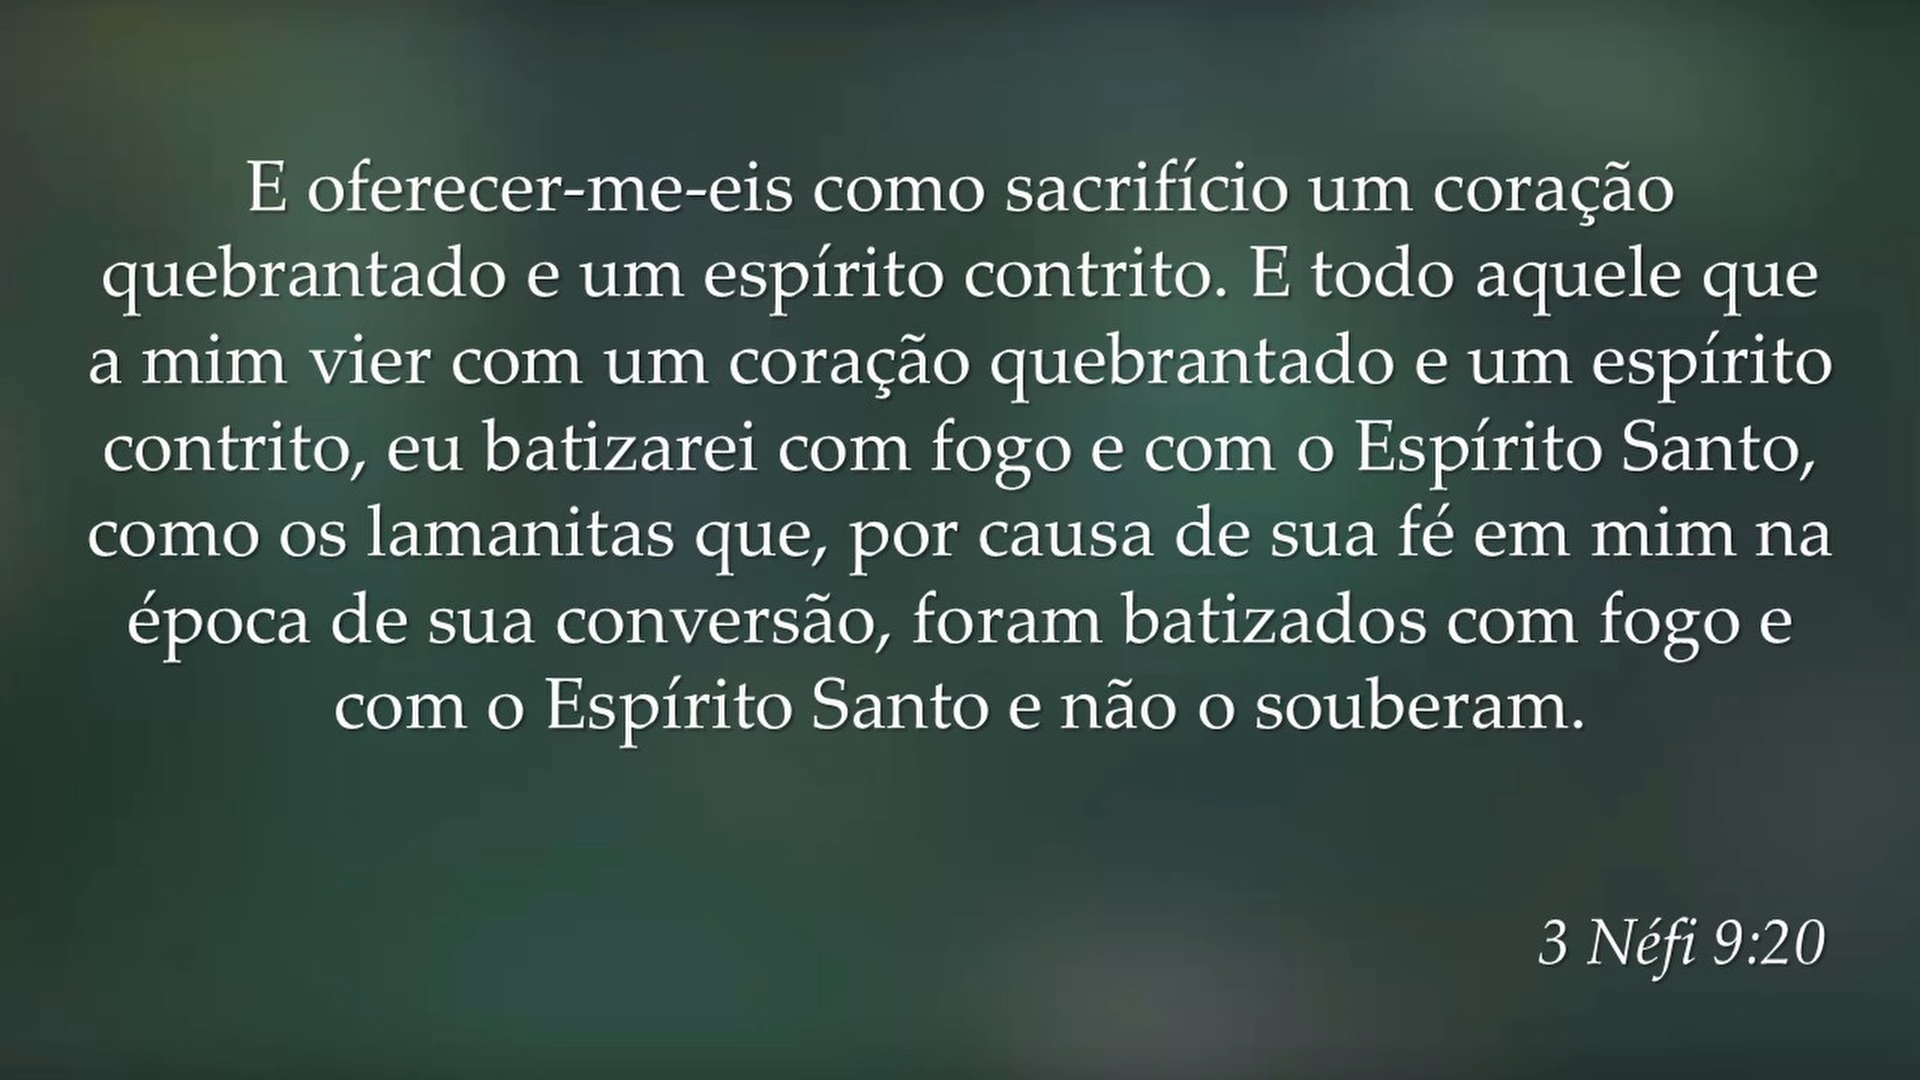 E oferecer-me-eis como sacrifício um coração
quebrantado e um espírito contrito. E todo aquele que
a mim vier com um coração quebrantado e um espírito
contrito, eu batizarei com fogo e com o Espírito Santo,
como os lamanitas que, por causa de sua fé em mim na
época de sua conversão, foram batizados com fogo e
com o Espírito Santo e não o souberam.
3 Néfi 9:20